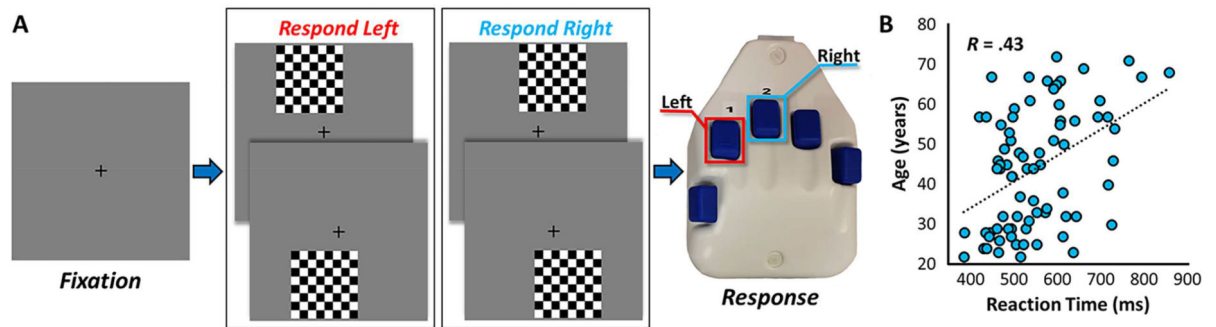 A
Respond Left
Respond Right
Fixation
Left
Right
1
2
Response
B
R = .43
Age (years)
80
70
60
50
40
30
20
400 500 600 700 800 900
Reaction Time (ms)